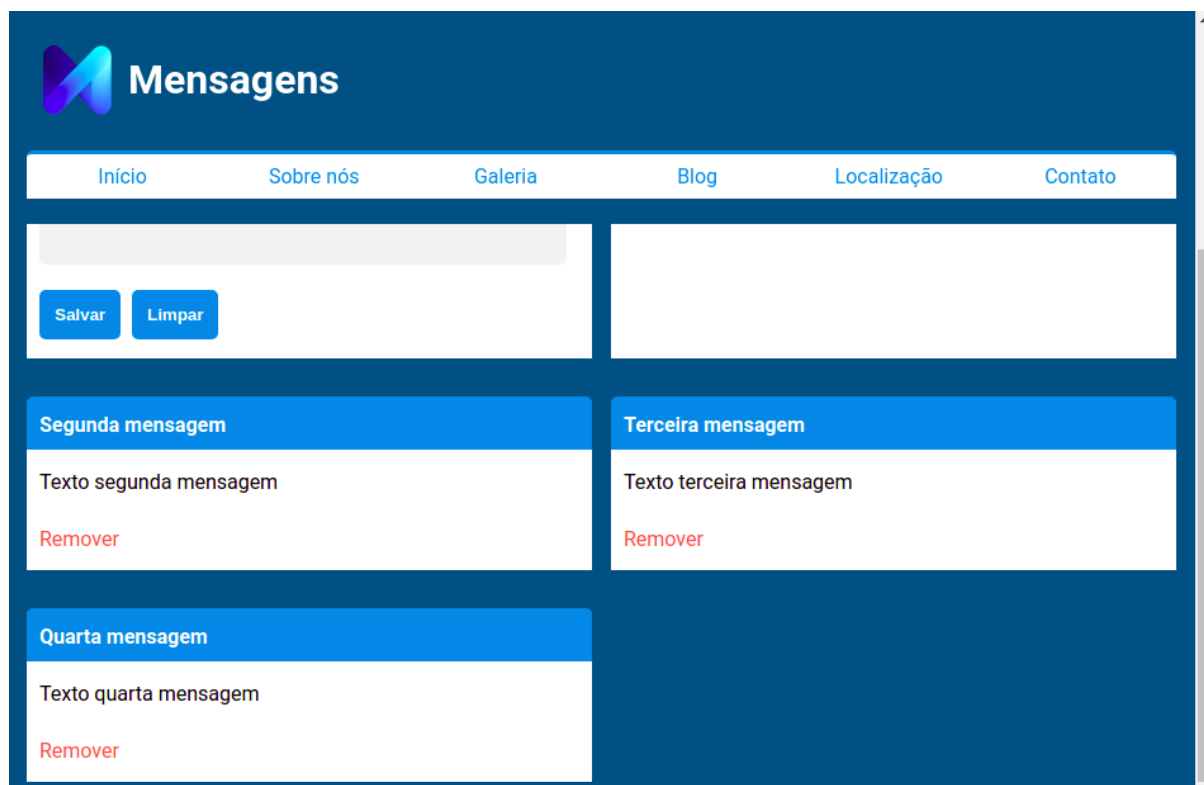 Mensagens
Início Sobre nós Galeria Blog Localização Contato
Salvar Limpar
Segunda mensagem
Texto segunda mensagem
Remover
Terceira mensagem
Texto terceira mensagem
Remover
Quarta mensagem
Texto quarta mensagem
Remover